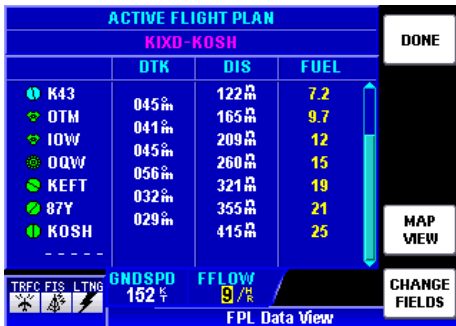 ACTIVE FLIGHT PLAN
KIXD-KOSH
DONE
DTK DIS FUEL
K43 122nm 7.2
045°m
OTM 165nm 9.7
041°m
IOW 209nm 12
045°m
OQW 260nm 15
056°m
KEFT 321nm 19
032°m
87Y 355nm 21
029°m
KOSH 415nm 25
-----
MAP
VIEW
TRFC FIS LTNG
GNDSPD FFLOW
152 KT 9/HR
CHANGE
FIELDS
FPL Data View